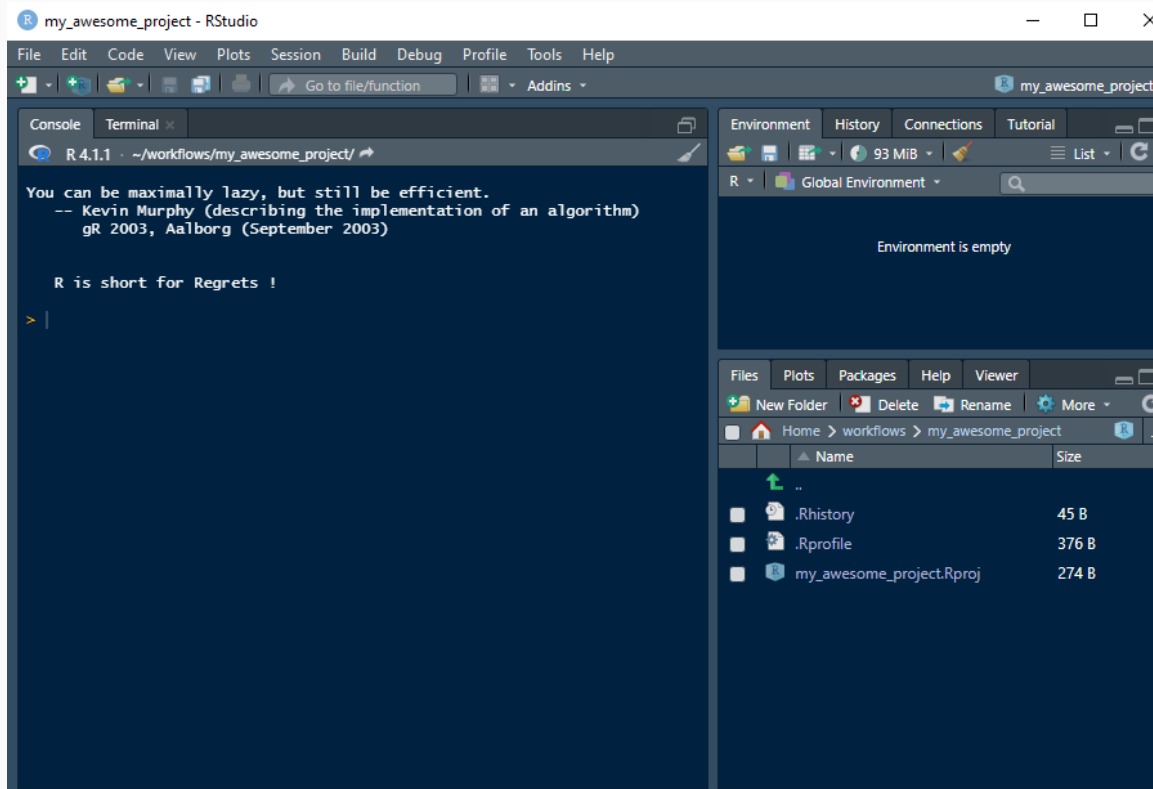 my_awesome_project - RStudio
File Edit Code View Plots Session Build Debug Profile Tools Help
Go to file/function Addins my_awesome_project
Console Terminal
R 4.1.1 · ~/workflows/my_awesome_project/
You can be maximally lazy, but still be efficient.
-- Kevin Murphy (describing the implementation of an algorithm)
gR 2003, Aalborg (September 2003)
R is short for Regrets !
>
Environment History Connections Tutorial
93 MiB List
R Global Environment
Environment is empty
Files Plots Packages Help Viewer
New Folder Delete Rename More
Home > workflows > my_awesome_project
Name Size
..
.Rhistory 45 B
.Rprofile 376 B
my_awesome_project.Rproj 274 B